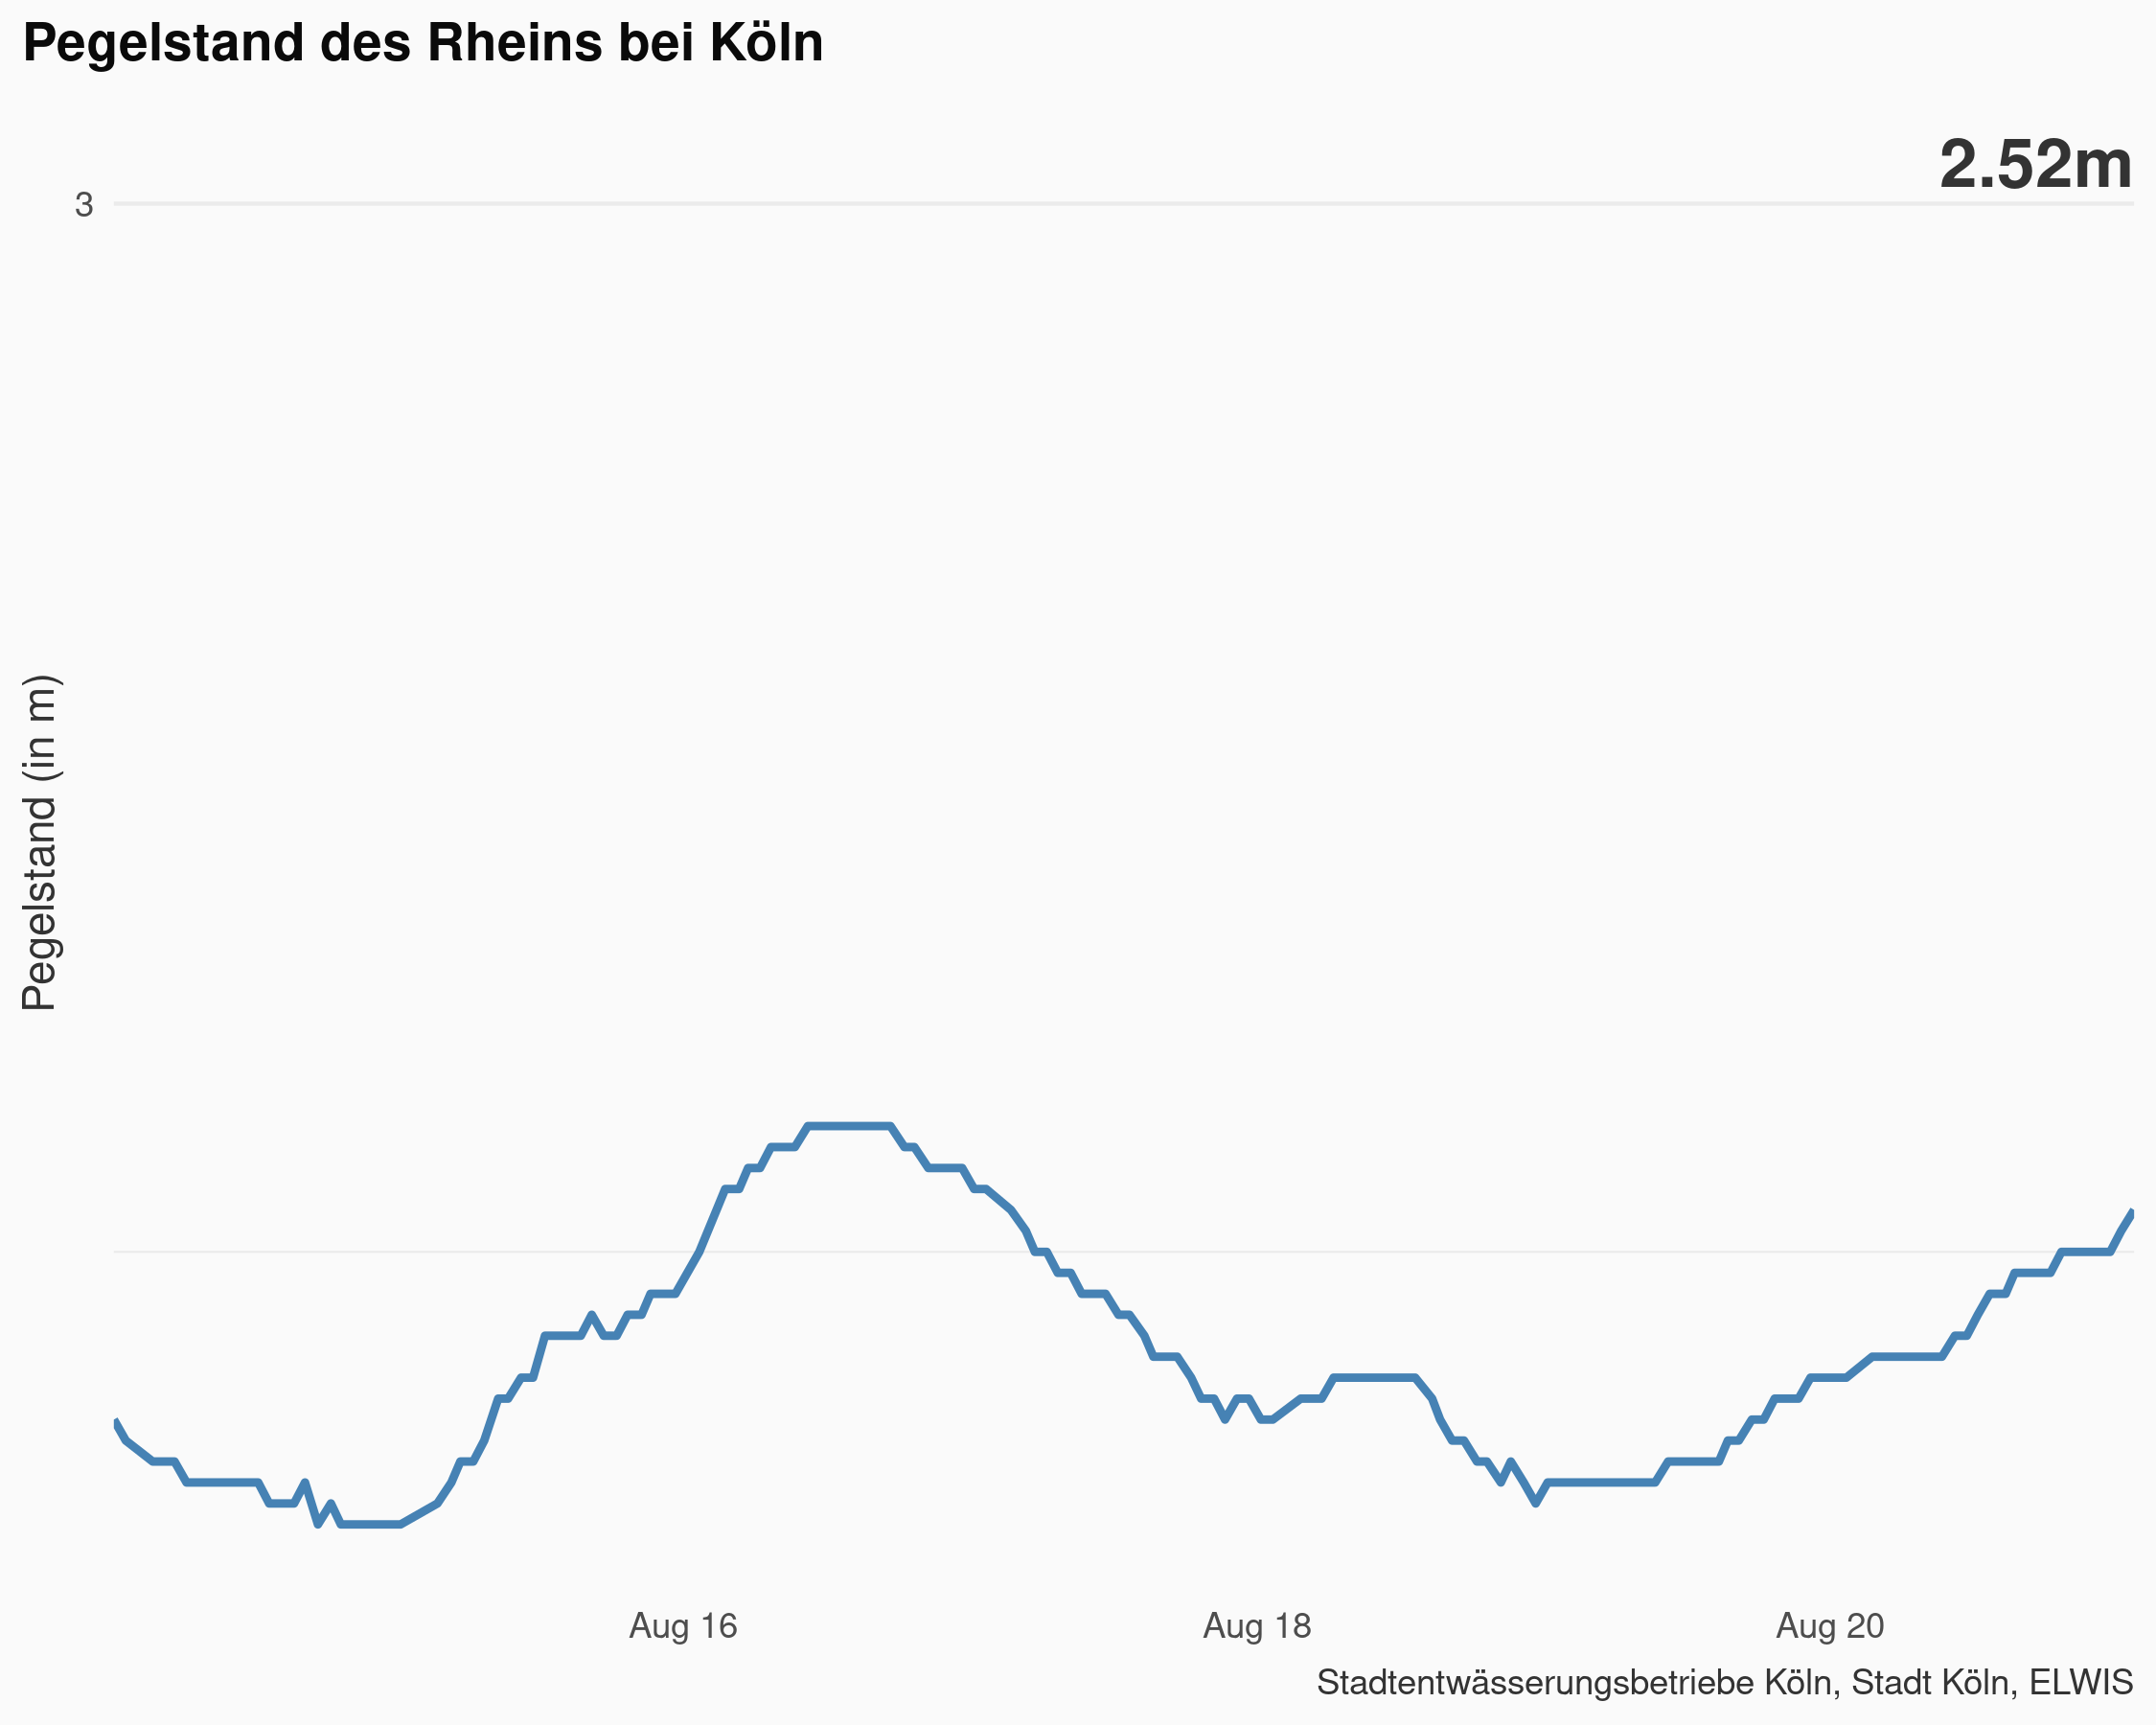 Pegelstand des Rheins bei Köln
2.52m
3
Pegelstand (in m)
Aug 16
Aug 18
Aug 20
Stadtentwässerungsbetriebe Köln, Stadt Köln, ELWIS